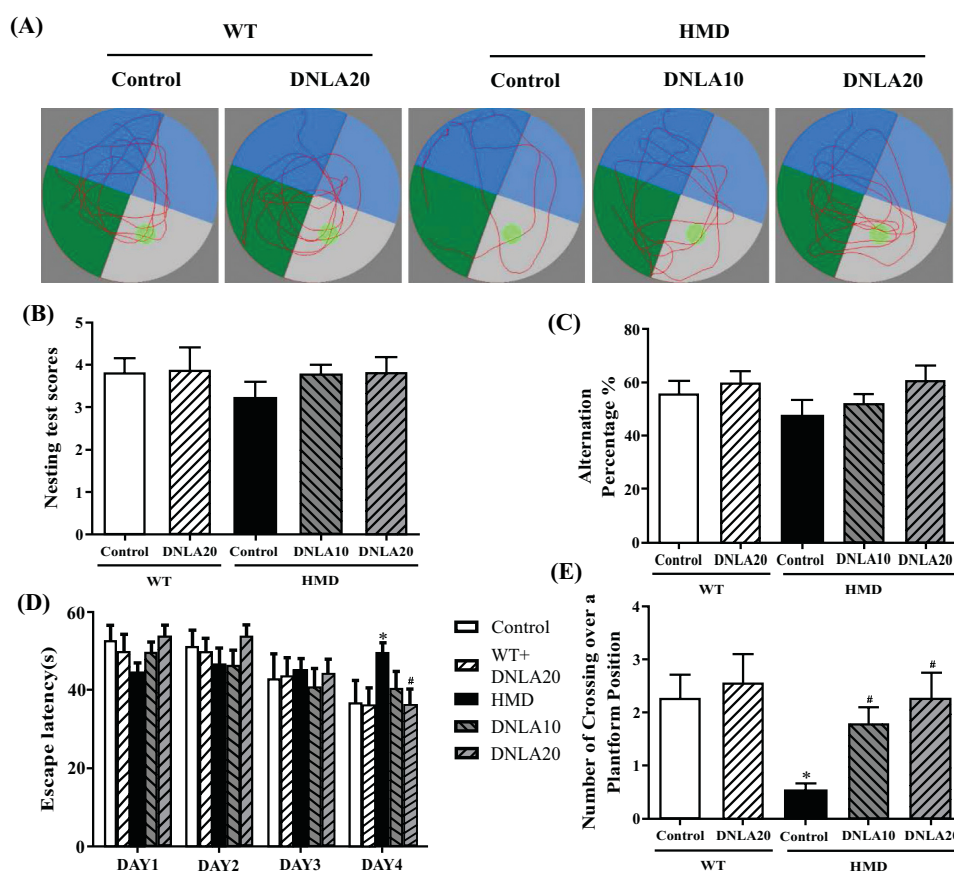 (A)
WT
HMD
Control
DNLA20
Control
DNLA10
DNLA20
(B)
Nesting test scores
5
4
3
2
1
0
Control
DNLA20
Control
DNLA10
DNLA20
WT
HMD
(C)
Alternation
Percentage %
80
60
40
20
0
Control
DNLA20
Control
DNLA10
DNLA20
WT
HMD
(D)
Escape latency(s)
60
40
20
0
*
#
DAY1
DAY2
DAY3
DAY4
Control
WT+
DNLA20
HMD
DNLA10
DNLA20
(E)
Number of Crossing over a
Plantform Position
4
3
2
1
0
*
#
#
Control
DNLA20
Control
DNLA10
DNLA20
WT
HMD